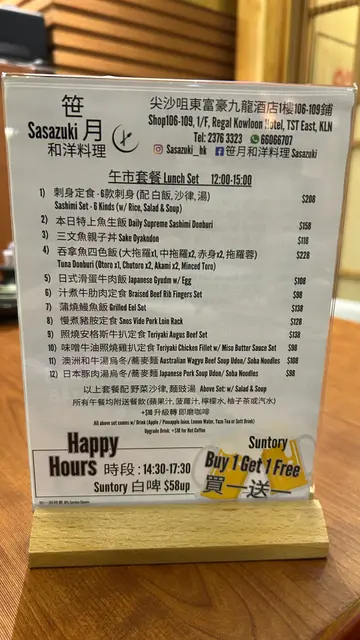 笹月
Sasazuki
和洋料理
尖沙咀東富豪九龍酒店1樓106-109鋪
Shop106-109, 1/F, Regal Kowloon Hotel, TST East, KLN
Tel: 2376 3323 66066707
Sasazuki_hk 笹月和洋料理 Sasazuki
午市套餐 Lunch Set 12:00-15:00
1) 刺身定食 - 6款刺身 (配 白飯, 沙律, 湯) $208
Sashimi Set - 6 Kinds (w/ Rice, Salad & Soup)
2) 本日特上魚生飯 Daily Supreme Sashimi Donburi $158
3) 三文魚親子丼 Sake Oyakodon $118
4) 吞拿魚四色飯 (大拖羅x1, 中拖羅x2, 赤身x2, 拖羅蓉) $228
Tuna Donburi (Otoro x1, Chutoro x2, Akami x2, Minced Toro)
5) 日式滑蛋牛肉飯 Japanese Gyudn w/ Egg $108
6) 汁煮牛肋肉定食 Braised Beef Rib Fingers Set $98
7) 蒲燒鰻魚飯 Grilled Eel Set $138
8) 慢煮豬胺定食 Snos Vide Pork Loin Rack $128
9) 照燒安格斯牛扒定食 Teriyaki Augus Beef Set $138
10) 味噌牛油照燒雞扒定食 Teriyaki Chicken Fillet w/ Miso Butter Sauce Set $98
11) 澳洲和牛湯烏冬/蕎麥麵 Australian Wagyu Beef Soup Udon/ Soba Noodles $108
12) 日本豚肉湯烏冬/蕎麥麵 Japanese Pork Soup Udon/ Soba Noodles $88
以上套餐配 野菜沙律, 麵豉湯 Above Set: w/ Salad & Soup
所有午餐均附送餐飲 (蘋果汁, 菠蘿汁, 檸檬水, 柚子茶或汽水)
+$10 升級轉 即磨咖啡
All above set comes w/ Drink (Apple / Pineapple Juice, Lemon Water, Yuzu Tea or Soft Drink)
Upgrade Drink: +$10 For Hot Coffee
Happy
Hours 時段 : 14:30-17:30
Suntory 白啤 $58up
Suntory
Buy 1 Get 1 Free
買一送一